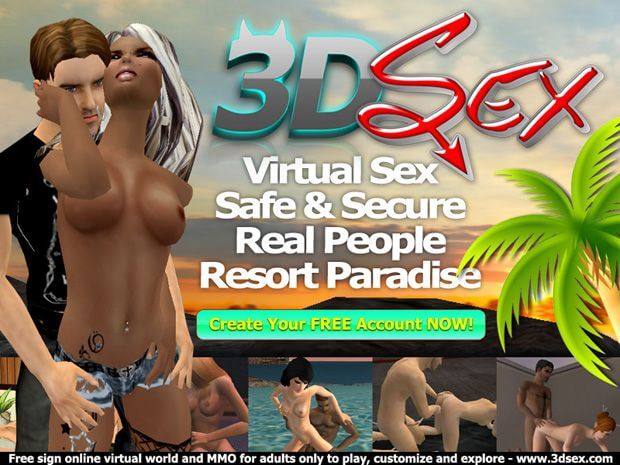 3DSex
Virtual Sex
Safe & Secure
Real People
Resort Paradise
Create Your FREE Account NOW!
Free sign online virtual world and MMO for adults only to play, customize and explore - www.3dsex.com